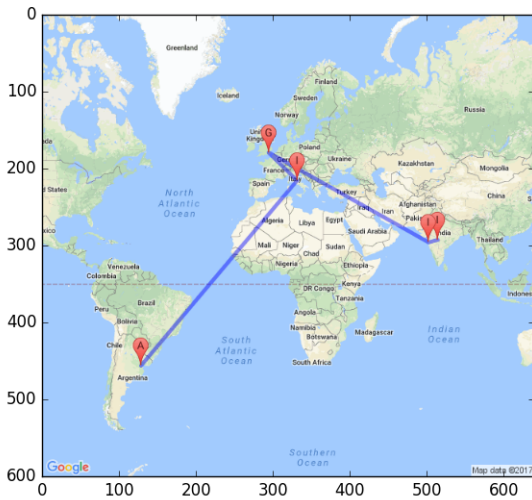 0
100
200
300
400
500
600
0 100 200 300 400 500 600
Greenland
Iceland
Finland
Sweden
Norway
Russia
United
Kingdom
G
Poland
Ukraine
France
I
Italy
Spain
Kazakhstan
Mongolia
Turkey
Afghanistan
China
Iran
I I
India
Thailand
Algeria
Libya
Egypt
Saudi Arabia
Mali
Niger
Chad
Sudan
Nigeria
Ethiopia
Kenya
DR Congo
Tanzania
Angola
Namibia
Botswana
Madagascar
South Africa
Indonesia
United States
North
Atlantic
Ocean
Venezuela
Colombia
Brazil
Peru
Bolivia
Chile
A
Argentina
South
Atlantic
Ocean
Indian
Ocean
Southern
Ocean
Google
Map data ©2017